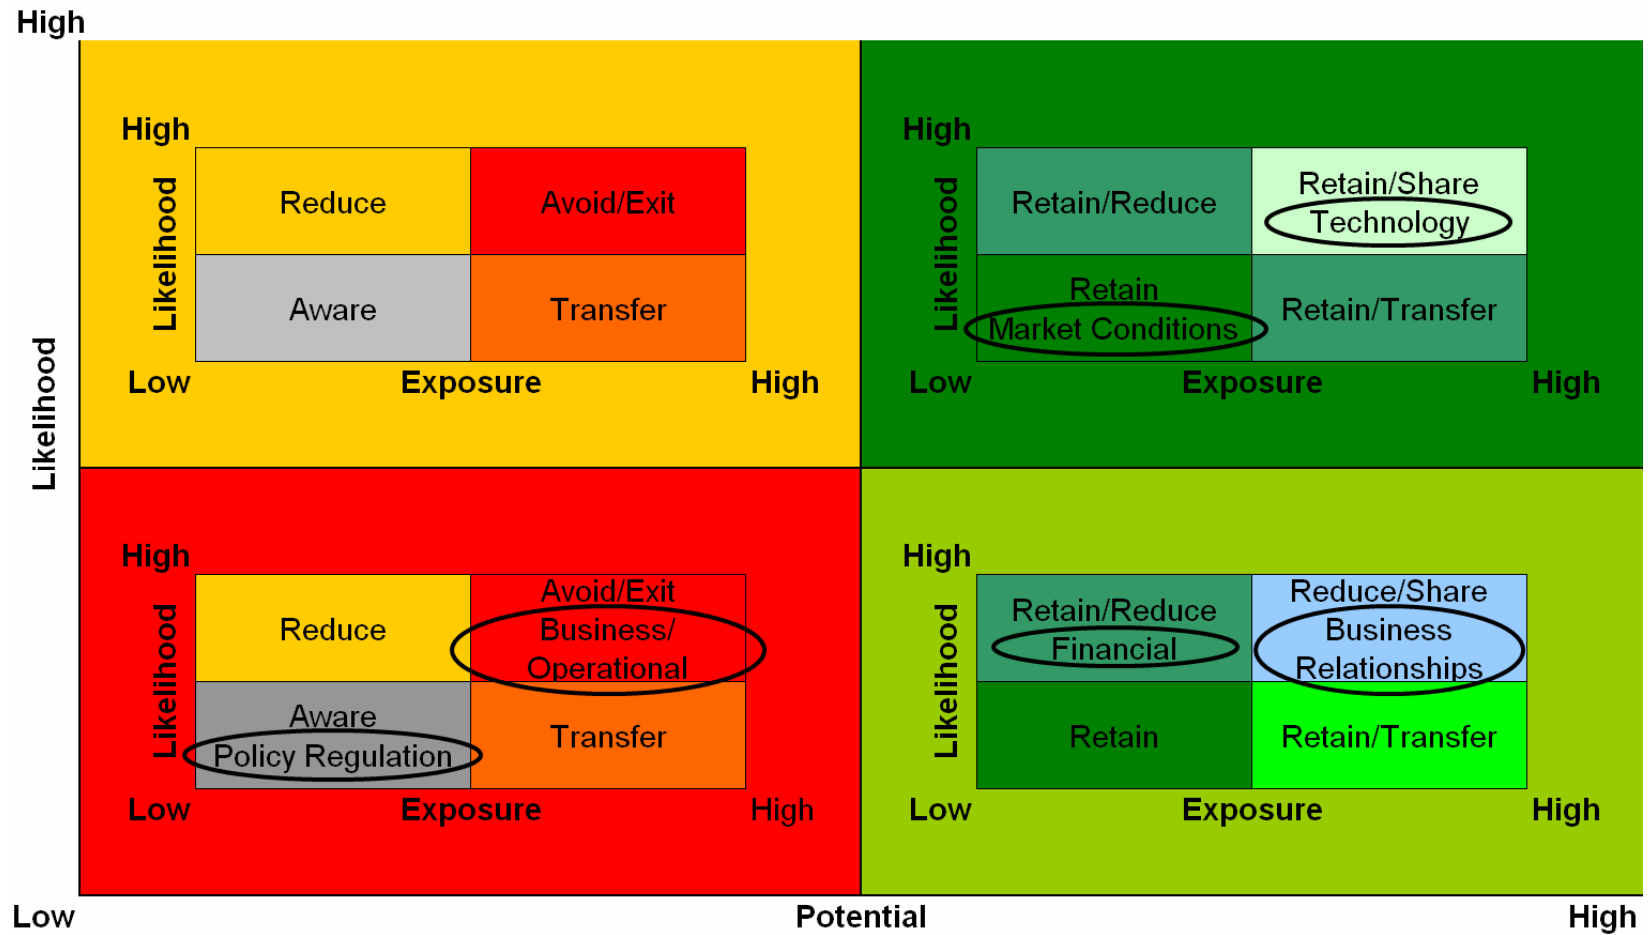 High
High
Likelihood
Reduce
Avoid/Exit
Aware
Transfer
Low
Exposure
High
High
Likelihood
Retain/Reduce
Retain/Share
Technology
Retain
Market Conditions
Retain/Transfer
Low
Exposure
High
Likelihood
High
Likelihood
Reduce
Avoid/Exit
Business/
Operational
Aware
Policy Regulation
Transfer
Low
Exposure
High
High
Likelihood
Retain/Reduce
Financial
Reduce/Share
Business
Relationships
Retain
Retain/Transfer
Low
Exposure
High
Low
Potential
High